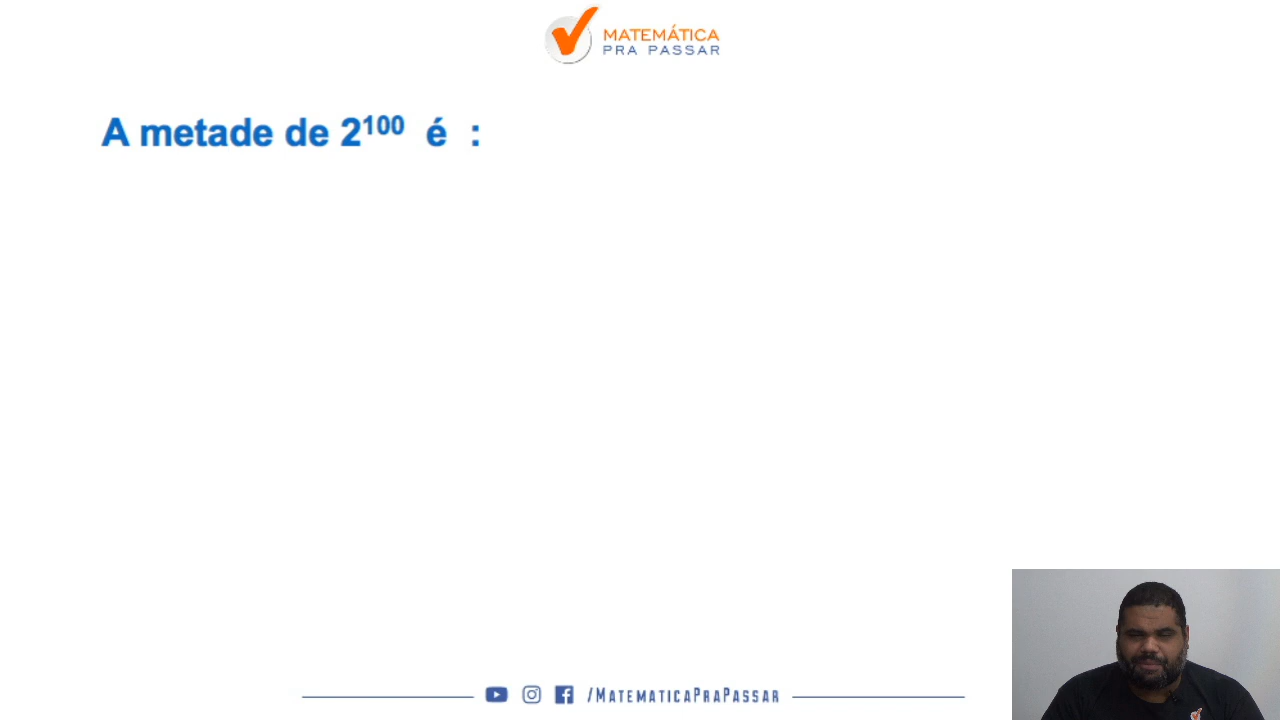 MATEMÁTICA
PRA PASSAR
A metade de 2¹⁰⁰ é :
/MATEMATICAPRAPASSAR